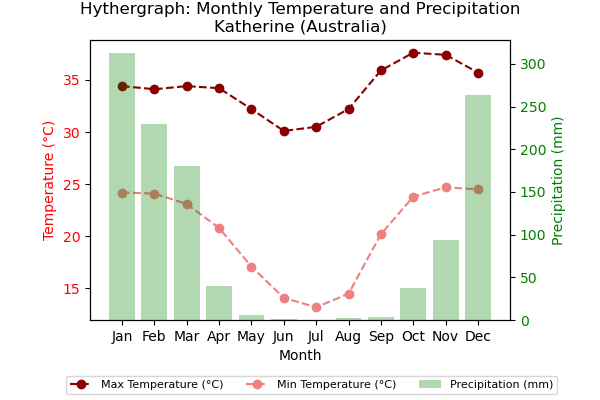 Hythergraph: Monthly Temperature and Precipitation
Katherine (Australia)
Temperature (°C)
35
30
25
20
15
300
250
200
150
100
50
0
Precipitation (mm)
Jan Feb Mar Apr May Jun Jul Aug Sep Oct Nov Dec
Month
Max Temperature (°C) Min Temperature (°C) Precipitation (mm)